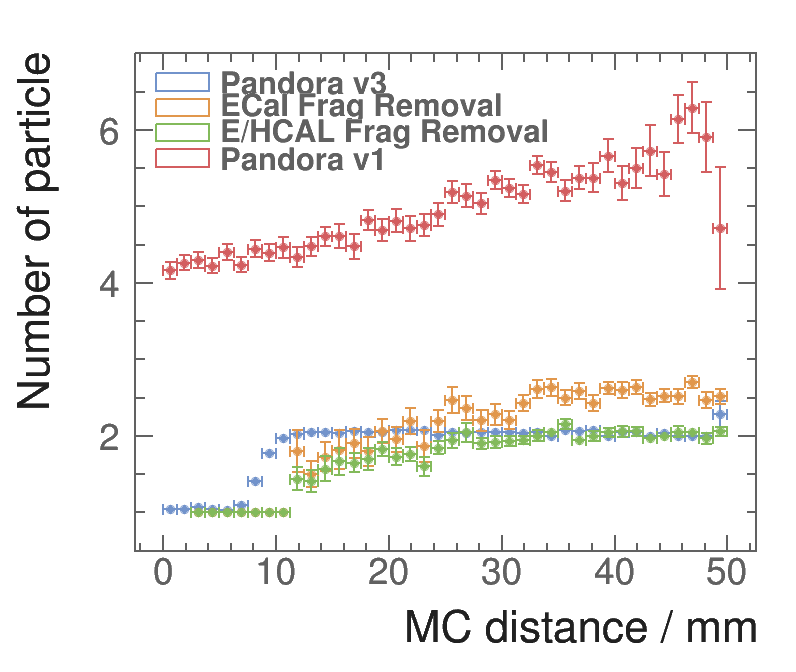 Number of particle
Pandora v3
ECal Frag Removal
E/HCAL Frag Removal
Pandora v1
6
4
2
0 10 20 30 40 50
MC distance / mm